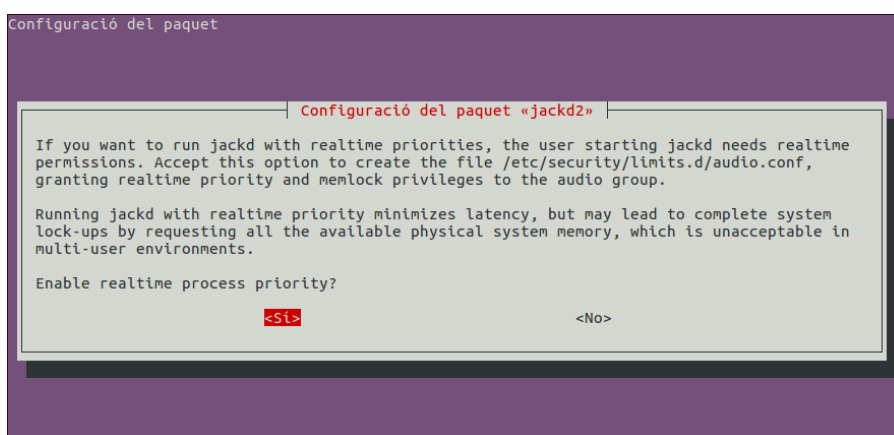 Configuració del paquet
Configuració del paquet «jackd2»
If you want to run jackd with realtime priorities, the user starting jackd needs realtime
permissions. Accept this option to create the file /etc/security/limits.d/audio.conf,
granting realtime priority and memlock privileges to the audio group.
Running jackd with realtime priority minimizes latency, but may lead to complete system
lock-ups by requesting all the available physical system memory, which is unacceptable in
multi-user environments.
Enable realtime process priority?
<Sí> <No>